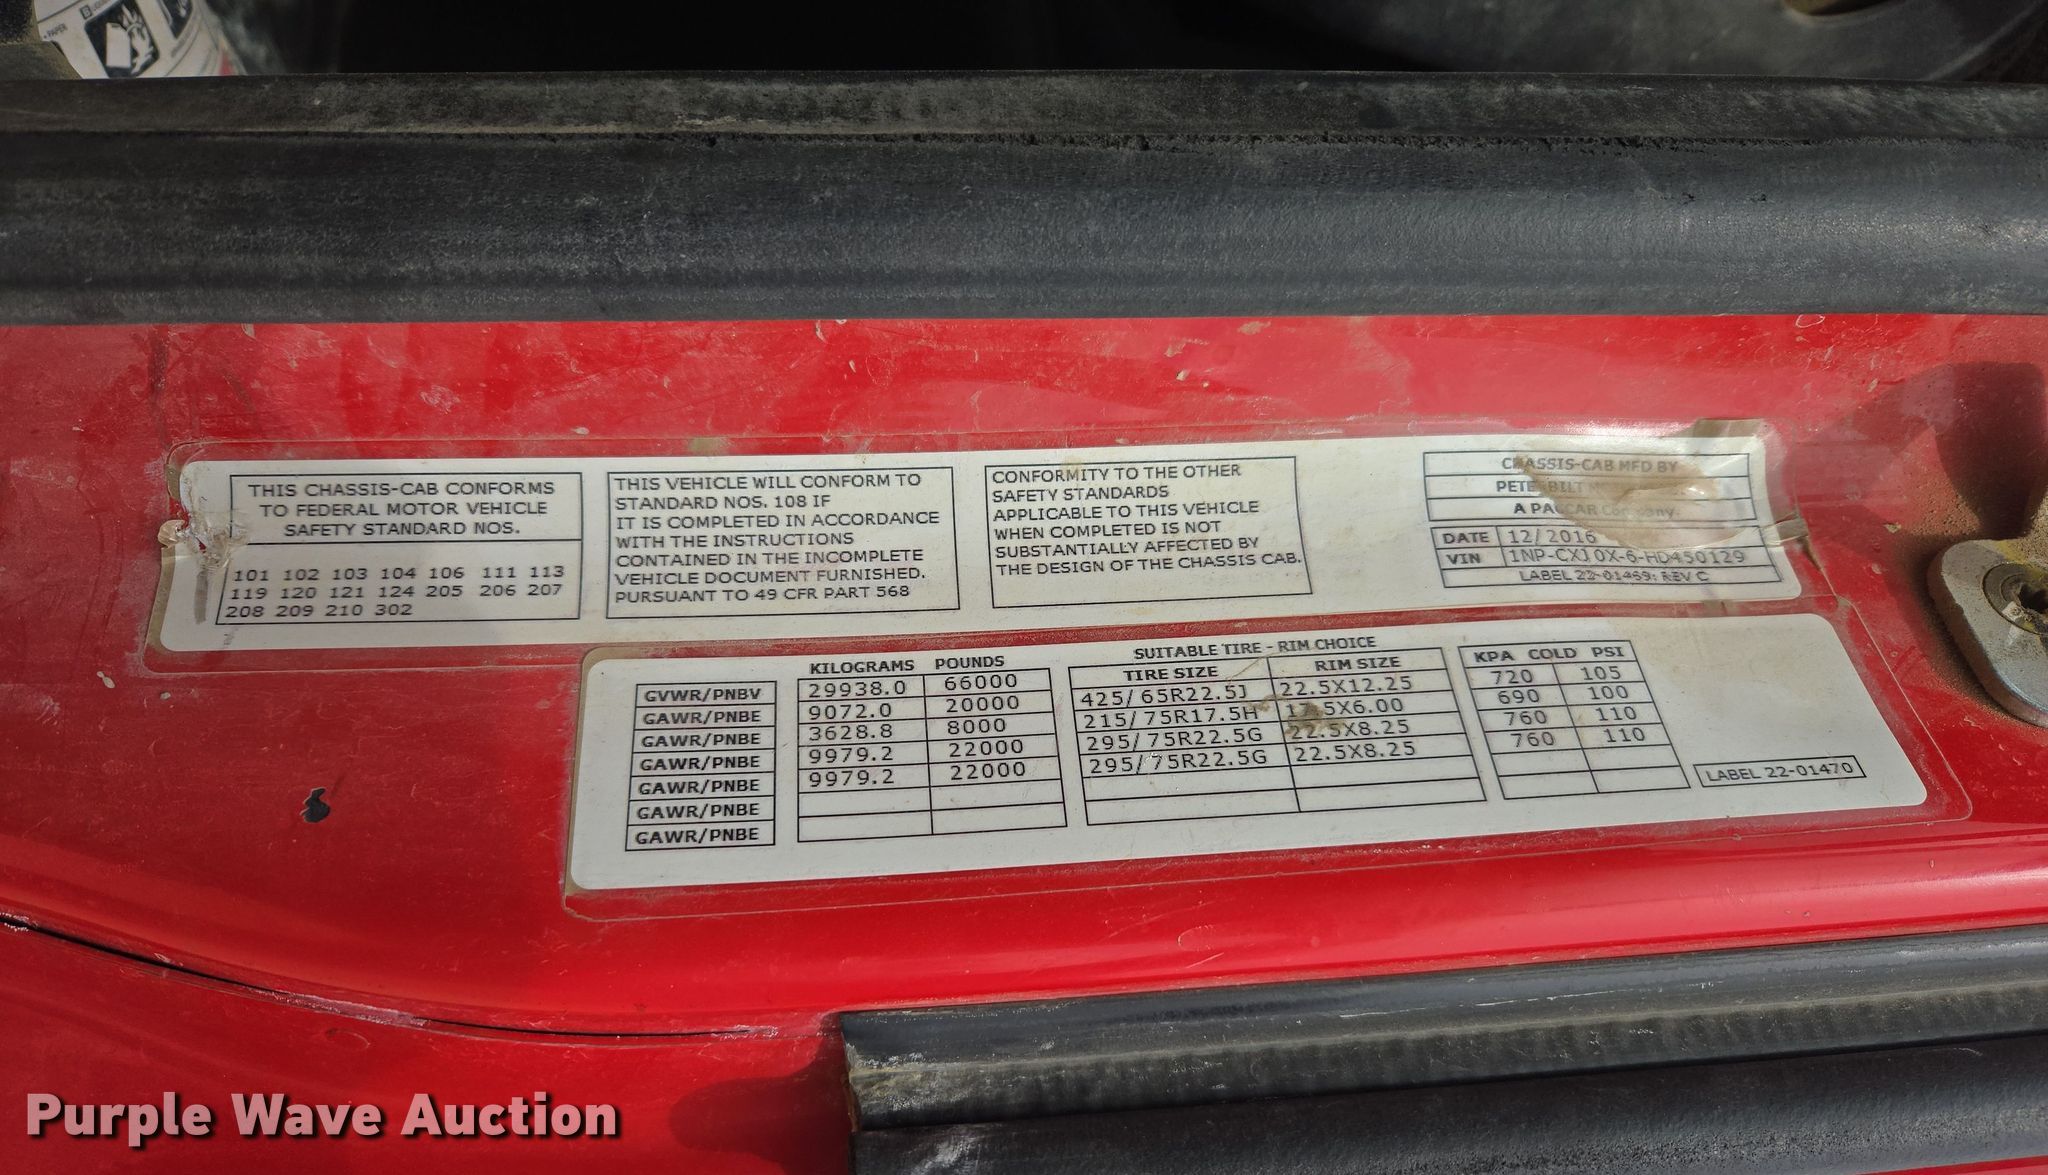 PAPER
THIS CHASSIS-CAB CONFORMS
TO FEDERAL MOTOR VEHICLE
SAFETY STANDARD NOS.
101 102 103 104 106 111 113
119 120 121 124 205 206 207
208 209 210 302
THIS VEHICLE WILL CONFORM TO
STANDARD NOS. 108 IF
IT IS COMPLETED IN ACCORDANCE
WITH THE INSTRUCTIONS
CONTAINED IN THE INCOMPLETE
VEHICLE DOCUMENT FURNISHED.
PURSUANT TO 49 CFR PART 568
CONFORMITY TO THE OTHER
SAFETY STANDARDS
APPLICABLE TO THIS VEHICLE
WHEN COMPLETED IS NOT
SUBSTANTIALLY AFFECTED BY
THE DESIGN OF THE CHASSIS CAB.
CHASSIS-CAB MFD BY
PETERBILT
A PACCAR Company.
DATE 12/2016
VIN 1NP-CXJ0X-6-HD450129
LABEL 22-01469: REV C
KILOGRAMS POUNDS
GVWR/PNBV 29938.0 66000
GAWR/PNBE 9072.0 20000
GAWR/PNBE 3628.8 8000
GAWR/PNBE 9979.2 22000
GAWR/PNBE 9979.2 22000
GAWR/PNBE
GAWR/PNBE
SUITABLE TIRE - RIM CHOICE
TIRE SIZE RIM SIZE
425/65R22.5J 22.5X12.25
215/75R17.5H 17.5X6.00
295/75R22.5G 22.5X8.25
295/75R22.5G 22.5X8.25
KPA COLD PSI
720 105
690 100
760 110
760 110
LABEL 22-01470
Purple Wave Auction